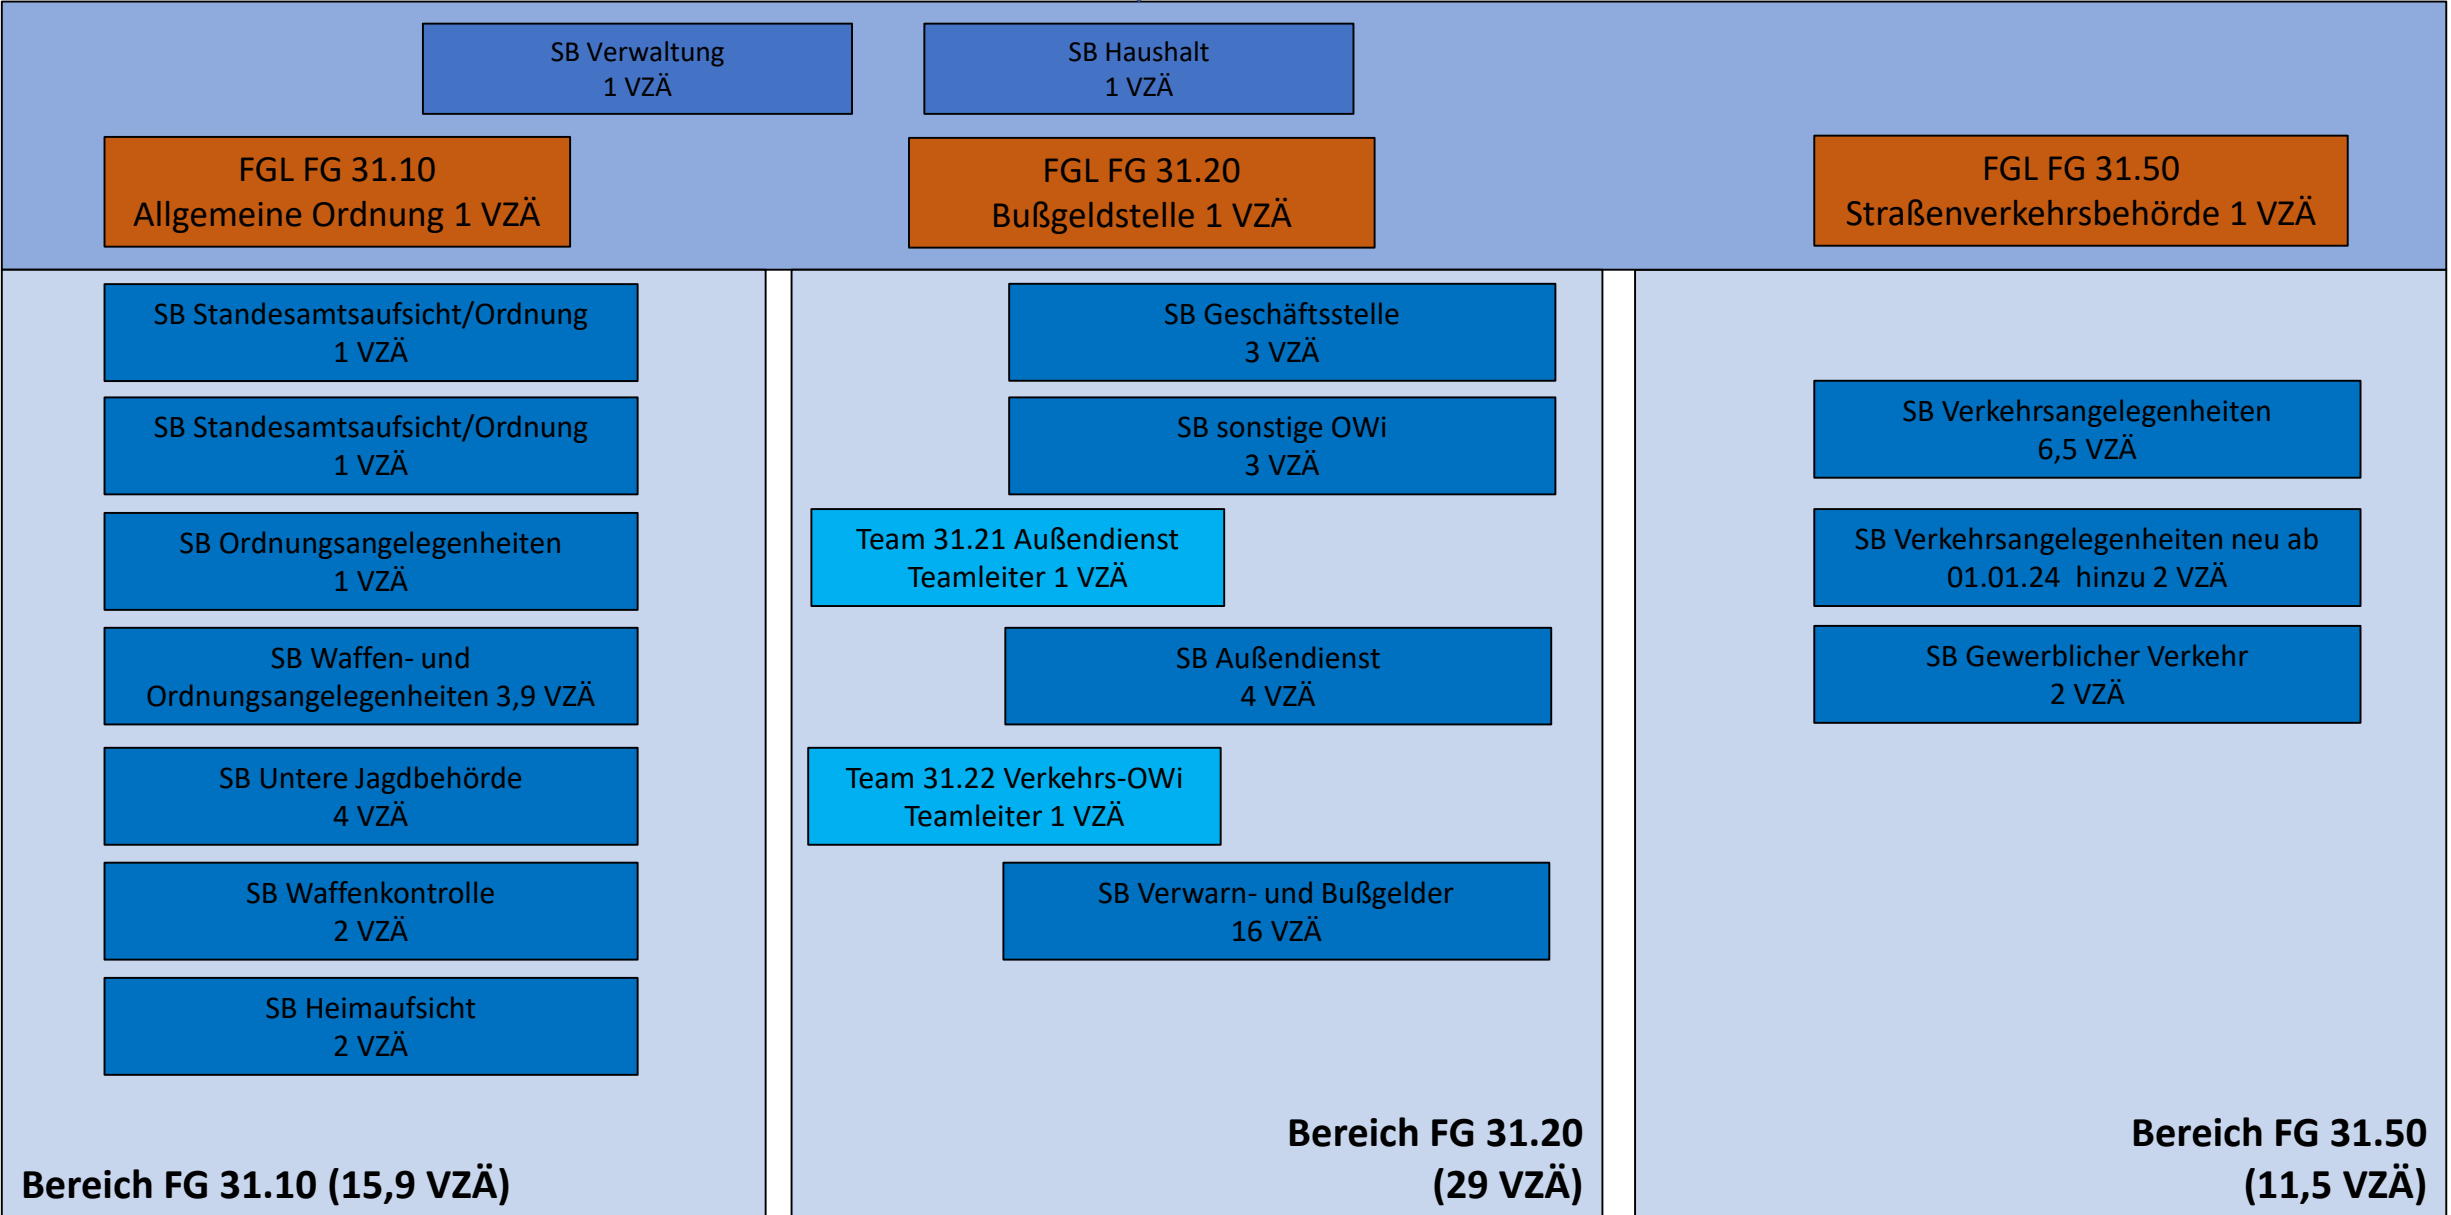 SB Verwaltung
1 VZÄ
SB Haushalt
1 VZÄ
FGL FG 31.10
Allgemeine Ordnung 1 VZÄ
FGL FG 31.20
Bußgeldstelle 1 VZÄ
FGL FG 31.50
Straßenverkehrsbehörde 1 VZÄ
SB Standesamtsaufsicht/Ordnung
1 VZÄ
SB Standesamtsaufsicht/Ordnung
1 VZÄ
SB Ordnungsangelegenheiten
1 VZÄ
SB Waffen- und
Ordnungsangelegenheiten 3,9 VZÄ
SB Untere Jagdbehörde
4 VZÄ
SB Waffenkontrolle
2 VZÄ
SB Heimaufsicht
2 VZÄ
Bereich FG 31.10 (15,9 VZÄ)
SB Geschäftsstelle
3 VZÄ
SB sonstige OWi
3 VZÄ
Team 31.21 Außendienst
Teamleiter 1 VZÄ
SB Außendienst
4 VZÄ
Team 31.22 Verkehrs-OWi
Teamleiter 1 VZÄ
SB Verwarn- und Bußgelder
16 VZÄ
Bereich FG 31.20
(29 VZÄ)
SB Verkehrsangelegenheiten
6,5 VZÄ
SB Verkehrsangelegenheiten neu ab
01.01.24 hinzu 2 VZÄ
SB Gewerblicher Verkehr
2 VZÄ
Bereich FG 31.50
(11,5 VZÄ)